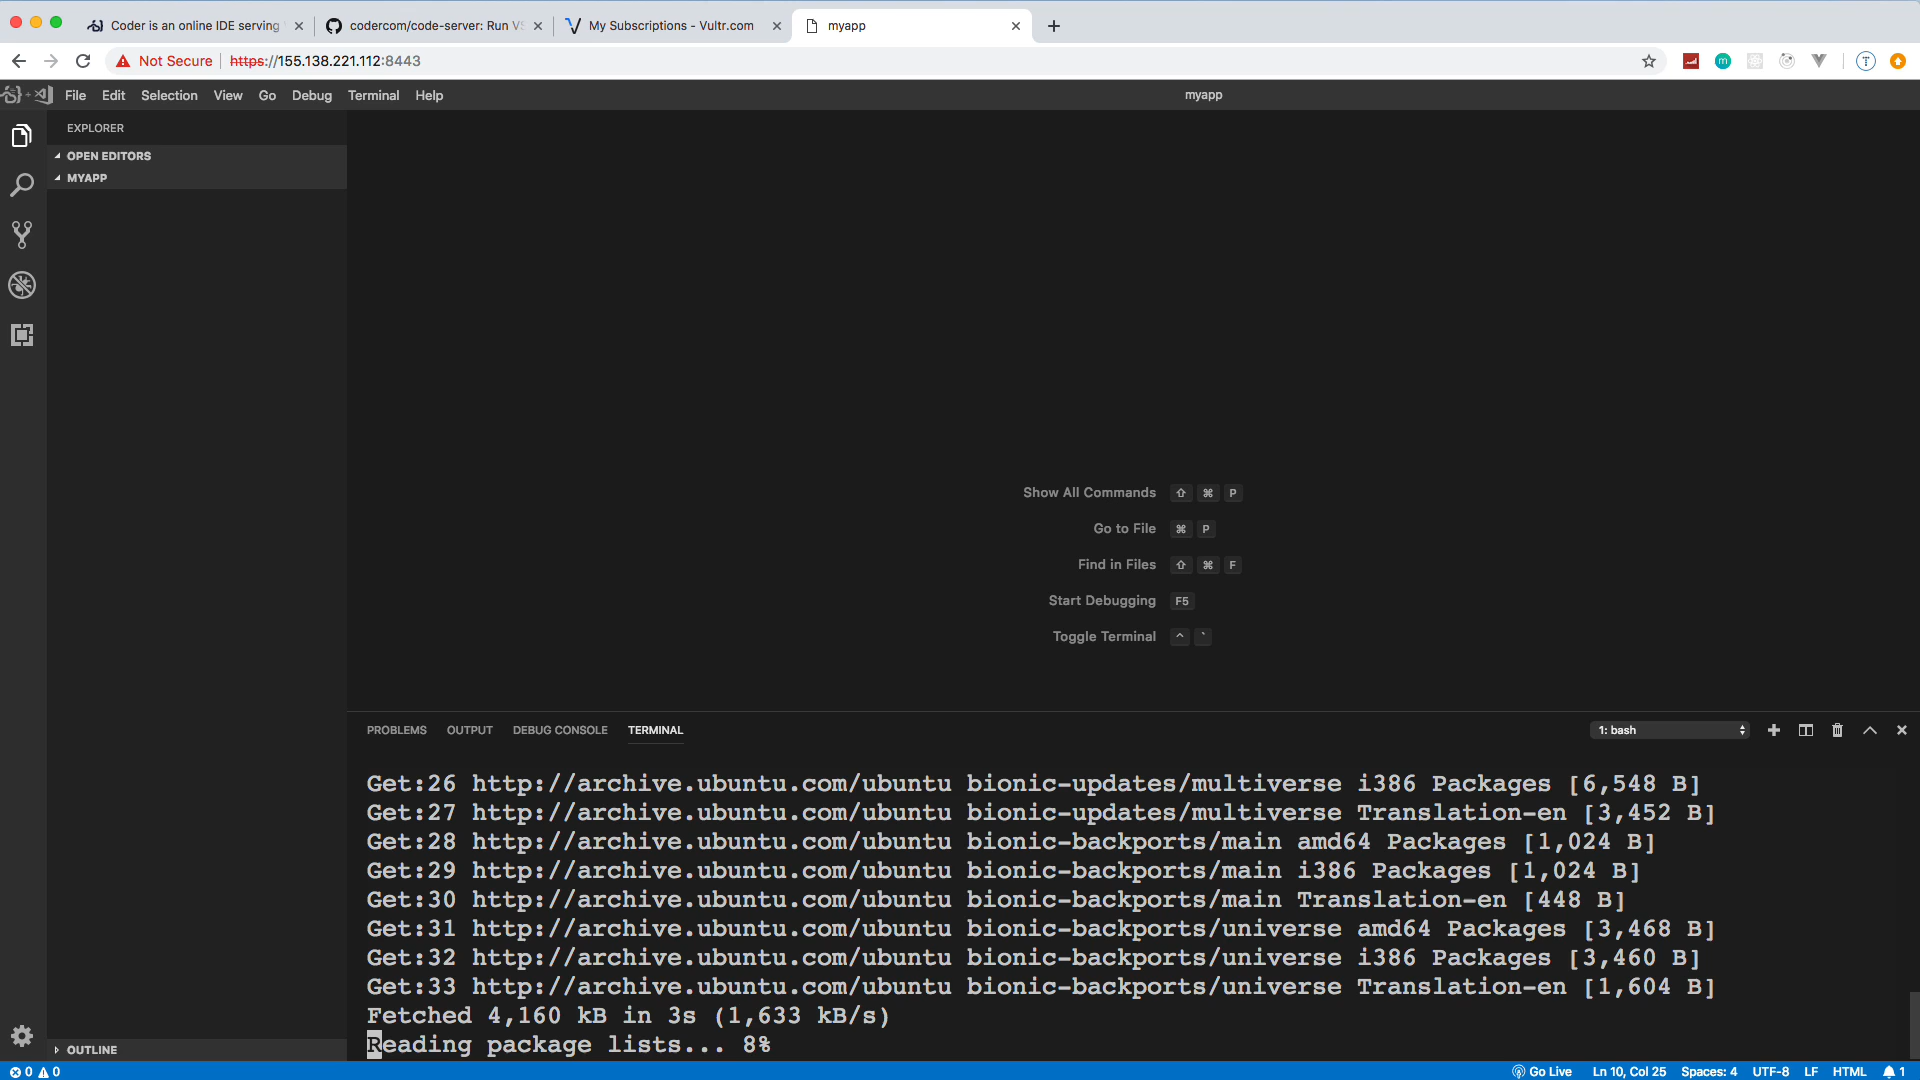 Coder is an online IDE serving
codercom/code-server: Run VS
My Subscriptions - Vultr.com
myapp
Not Secure
https://155.138.221.112:8443
File Edit Selection View Go Debug Terminal Help
myapp
EXPLORER
OPEN EDITORS
MYAPP
Show All Commands ⇧ ⌘ P
Go to File ⌘ P
Find in Files ⇧ ⌘ F
Start Debugging F5
Toggle Terminal ^ `
PROBLEMS OUTPUT DEBUG CONSOLE TERMINAL
1: bash
Get:26 http://archive.ubuntu.com/ubuntu bionic-updates/multiverse i386 Packages [6,548 B]
Get:27 http://archive.ubuntu.com/ubuntu bionic-updates/multiverse Translation-en [3,452 B]
Get:28 http://archive.ubuntu.com/ubuntu bionic-backports/main amd64 Packages [1,024 B]
Get:29 http://archive.ubuntu.com/ubuntu bionic-backports/main i386 Packages [1,024 B]
Get:30 http://archive.ubuntu.com/ubuntu bionic-backports/main Translation-en [448 B]
Get:31 http://archive.ubuntu.com/ubuntu bionic-backports/universe amd64 Packages [3,468 B]
Get:32 http://archive.ubuntu.com/ubuntu bionic-backports/universe i386 Packages [3,460 B]
Get:33 http://archive.ubuntu.com/ubuntu bionic-backports/universe Translation-en [1,604 B]
Fetched 4,160 kB in 3s (1,633 kB/s)
Reading package lists... 8%
OUTLINE
0 0
Go Live Ln 10, Col 25 Spaces: 4 UTF-8 LF HTML 1